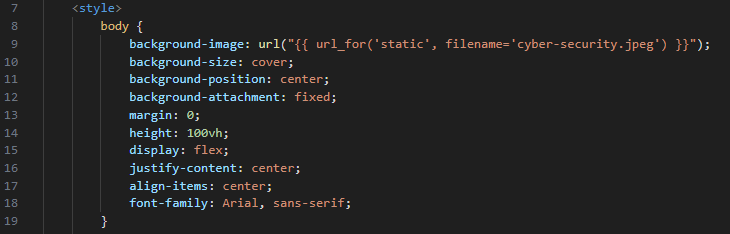 7 <style>
8 body {
9 background-image: url("{{ url_for('static', filename='cyber-security.jpeg') }}");
10 background-size: cover;
11 background-position: center;
12 background-attachment: fixed;
13 margin: 0;
14 height: 100vh;
15 display: flex;
16 justify-content: center;
17 align-items: center;
18 font-family: Arial, sans-serif;
19 }